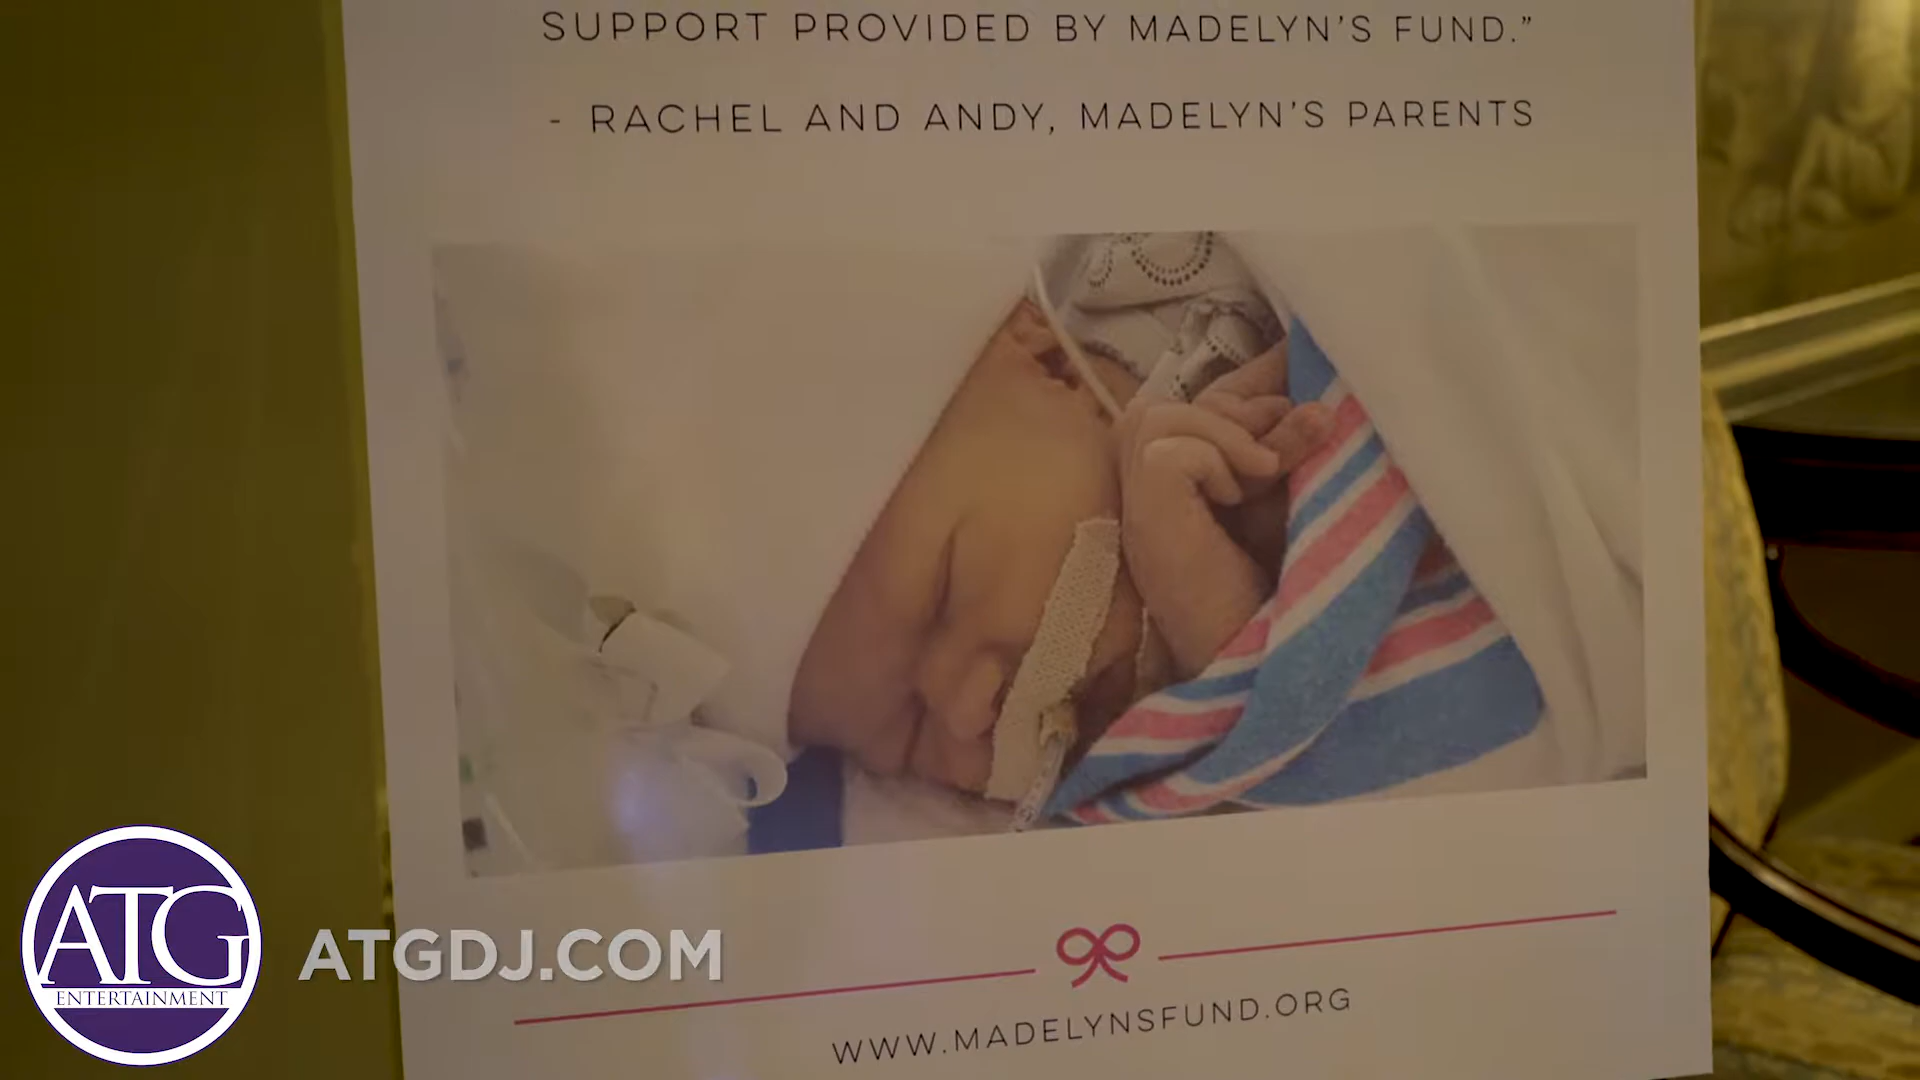 SUPPORT PROVIDED BY MADELYN'S FUND."
- RACHEL AND ANDY, MADELYN'S PARENTS
ATG
ENTERTAINMENT
ATGDJ.COM
WWW.MADELYNSFUND.ORG